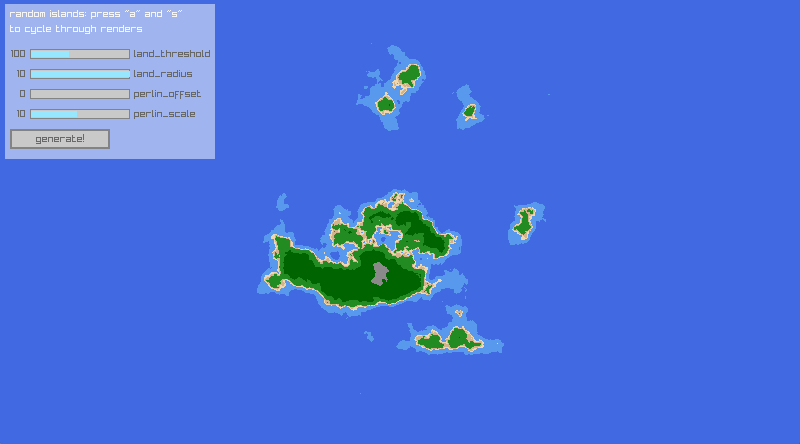 random islands: press "a" and "s"
to cycle through renders
100 land_threshold
10 land_radius
0 perlin_offset
10 perlin_scale
generate!